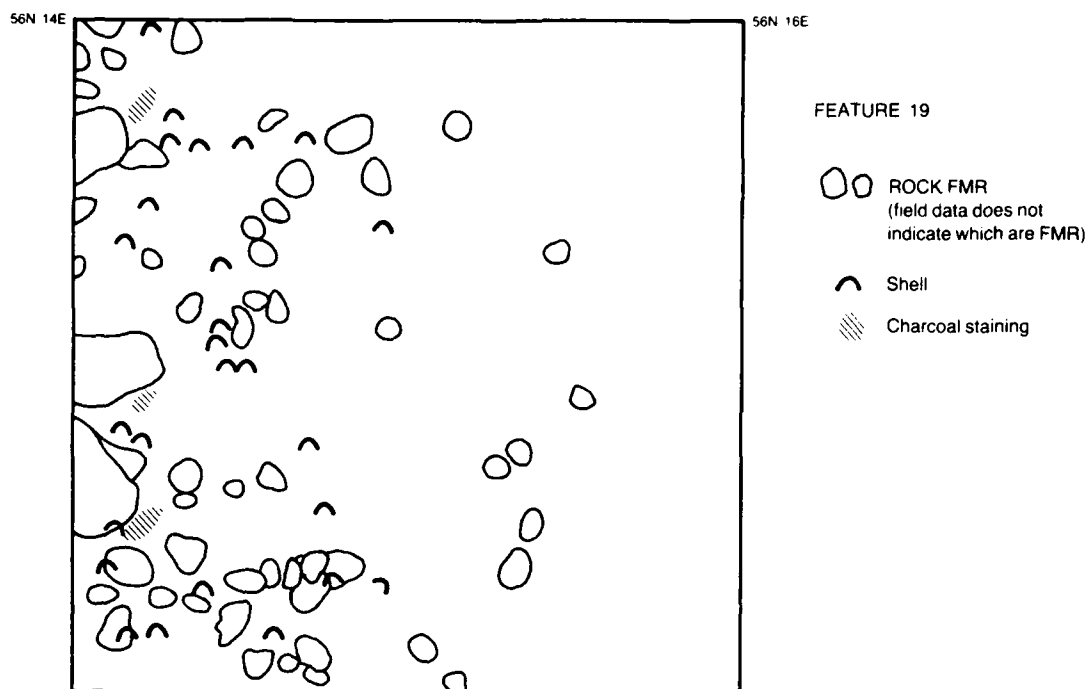 56N 14E
56N 16E
FEATURE 19
ROCK FMR
(field data does not
indicate which are FMR)
Shell
Charcoal staining